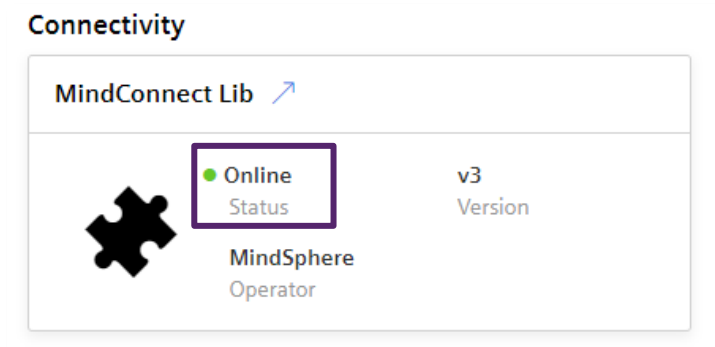 Connectivity
MindConnect Lib
Online
Status
v3
Version
MindSphere
Operator